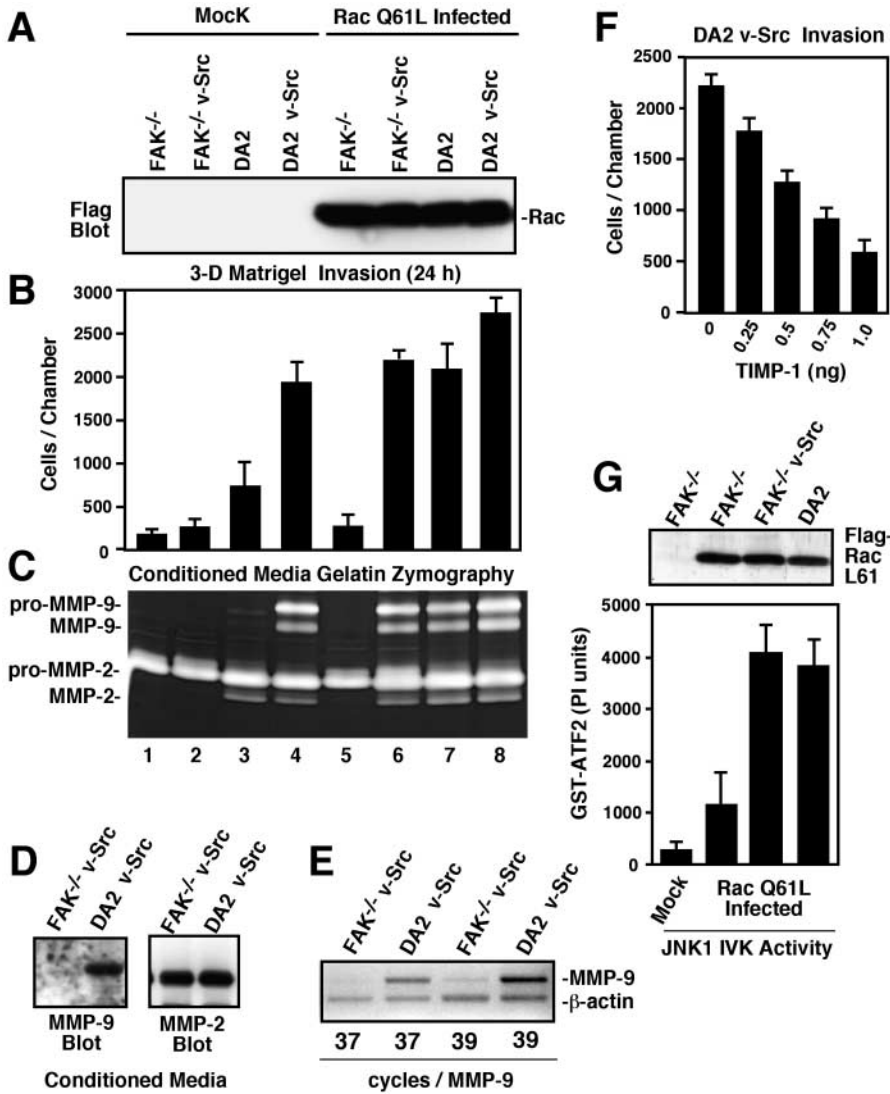 A
MocK
Rac Q61L Infected
FAK-/-
FAK-/- v-Src
DA2
DA2 v-Src
FAK-/-
FAK-/- v-Src
DA2
DA2 v-Src
Flag
Blot
-Rac
B
3-D Matrigel Invasion (24 h)
Cells / Chamber
3000
2500
2000
1500
1000
500
0
C
Conditioned Media Gelatin Zymography
pro-MMP-9-
MMP-9-
pro-MMP-2-
MMP-2-
1 2 3 4 5 6 7 8
D
FAK-/- v-Src
DA2 v-Src
FAK-/- v-Src
DA2 v-Src
MMP-9
Blot
MMP-2
Blot
Conditioned Media
E
FAK-/- v-Src
DA2 v-Src
FAK-/- v-Src
DA2 v-Src
-MMP-9
-β-actin
37 37 39 39
cycles / MMP-9
F
DA2 v-Src Invasion
Cells / Chamber
2500
2000
1500
1000
500
0
0 0.25 0.5 0.75 1.0
TIMP-1 (ng)
G
FAK-/-
FAK-/-
FAK-/- v-Src
DA2
Flag-
Rac
L61
GST-ATF2 (PI units)
5000
4000
3000
2000
1000
0
Mock
Rac Q61L
Infected
JNK1 IVK Activity